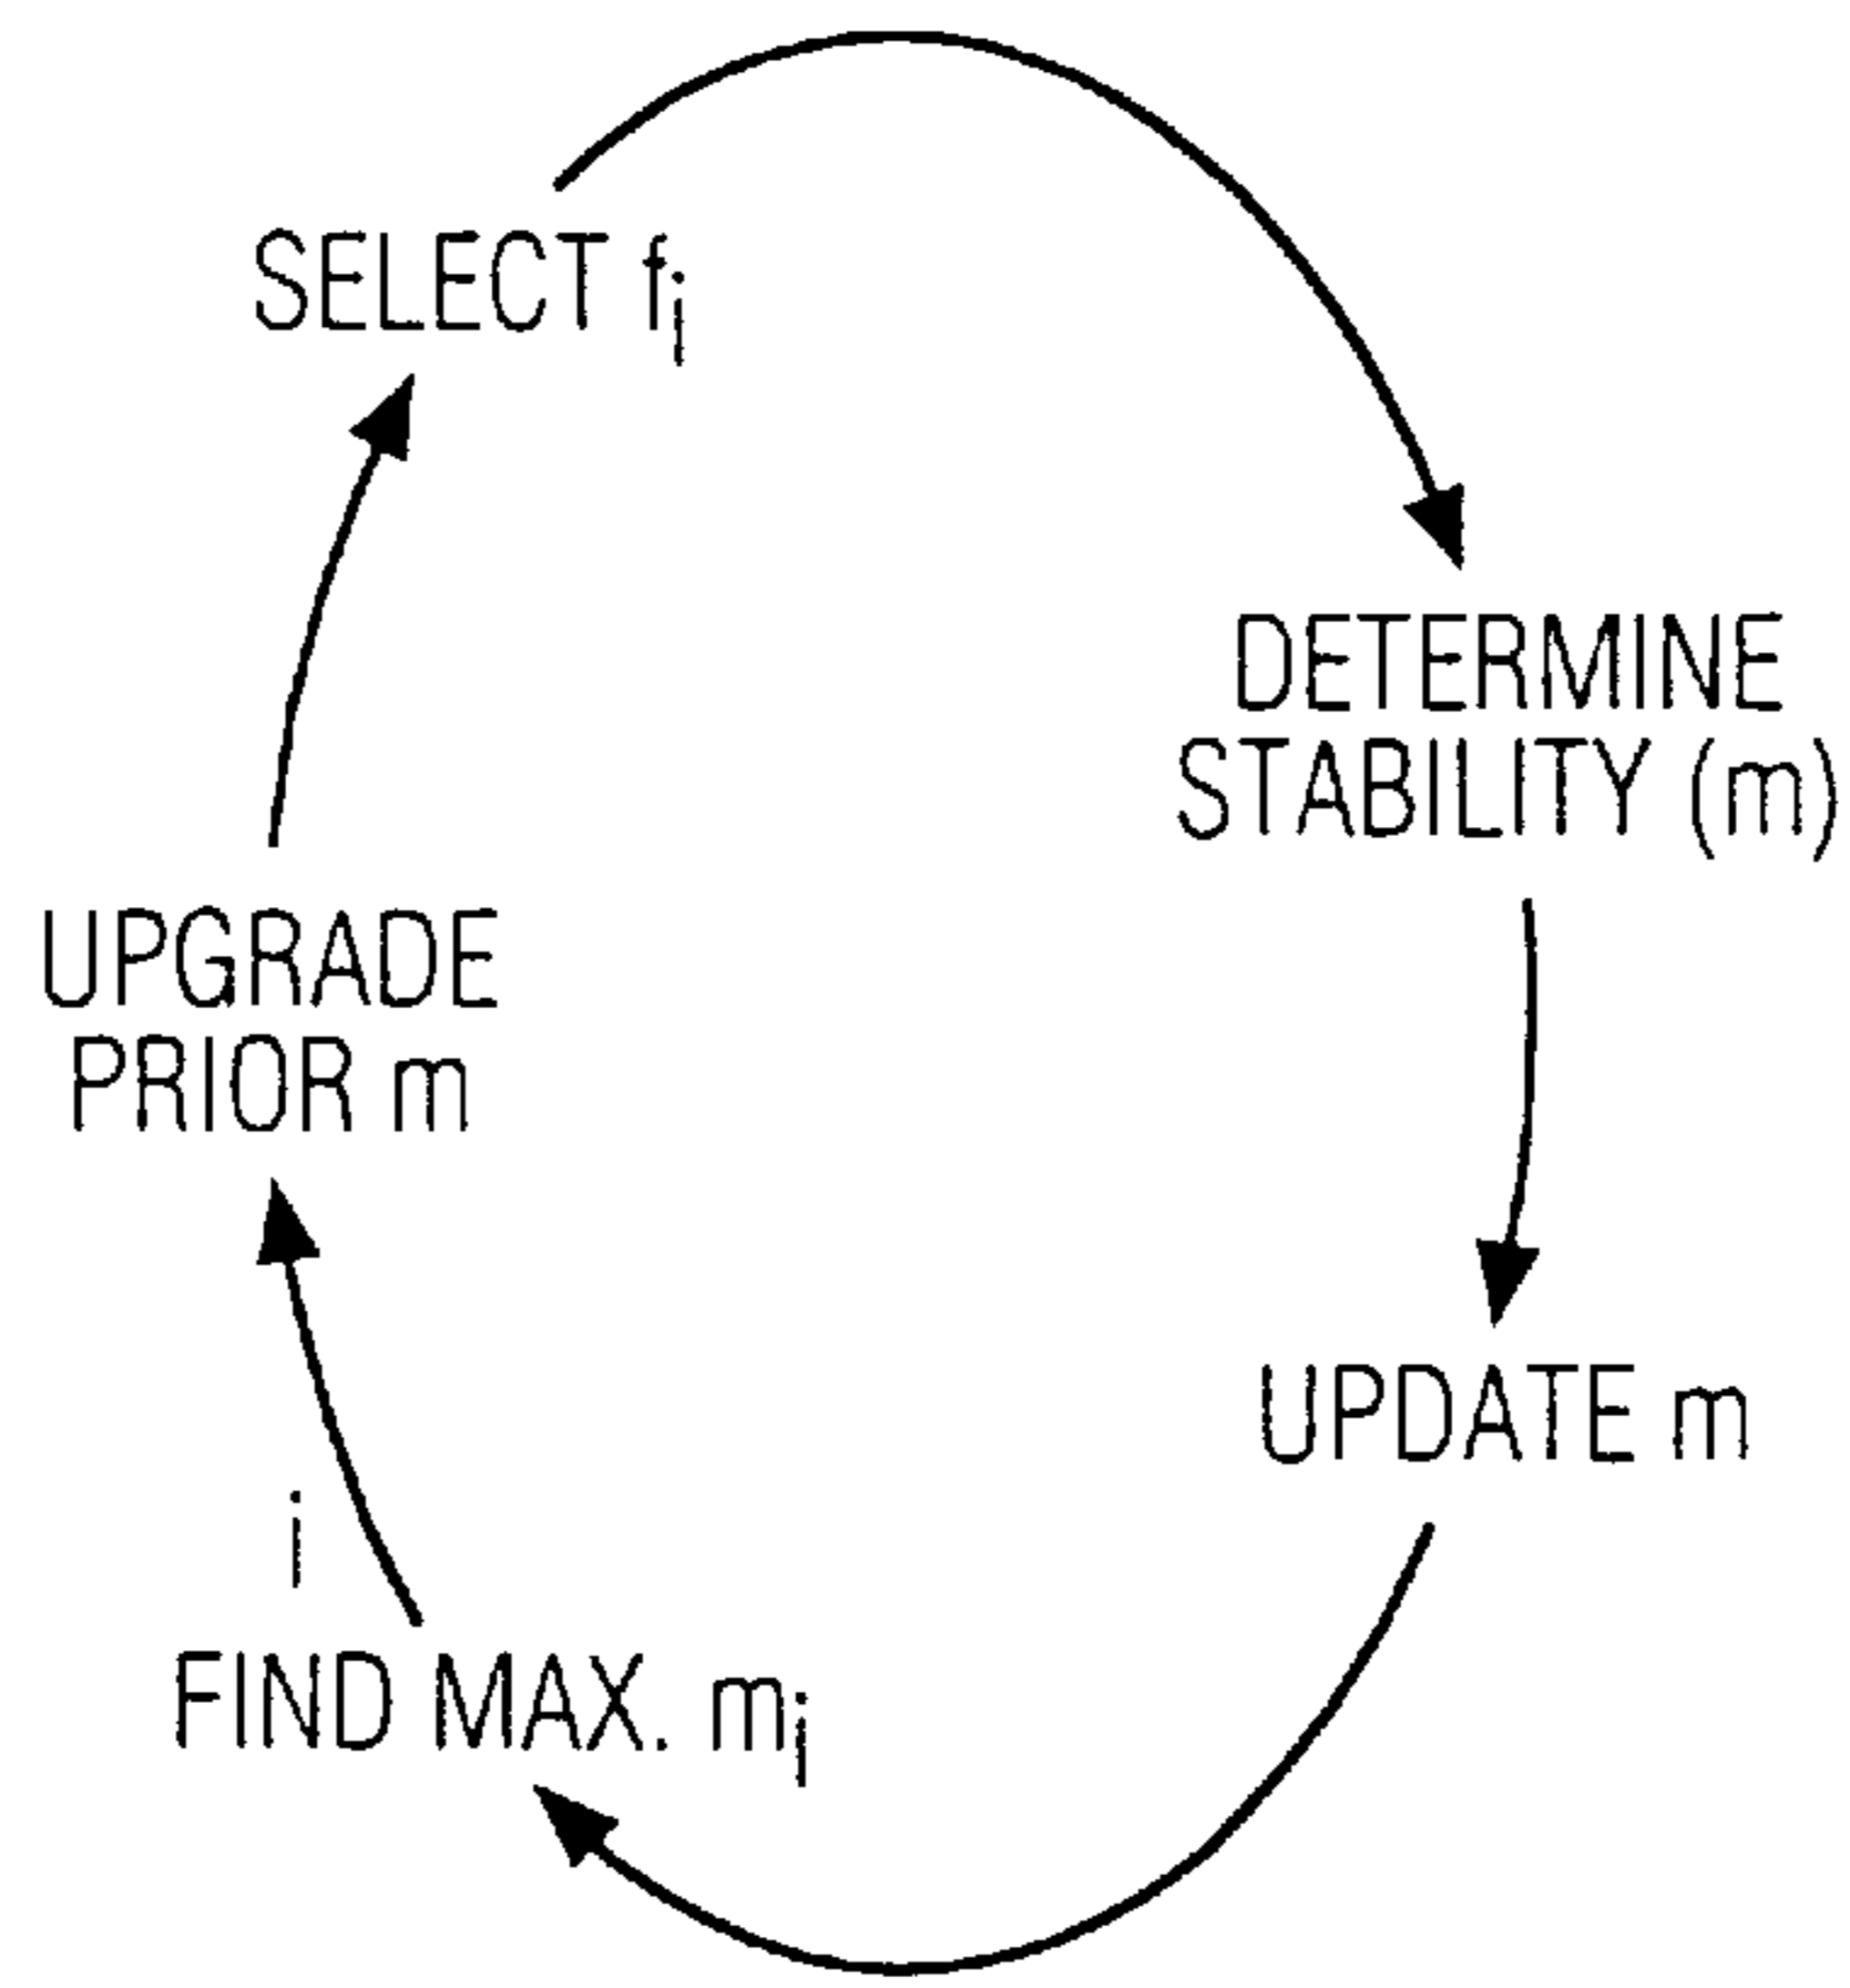 SELECT fi
DETERMINE
STABILITY (m)
UPDATE m
FIND MAX. mi
i
UPGRADE
PRIOR m